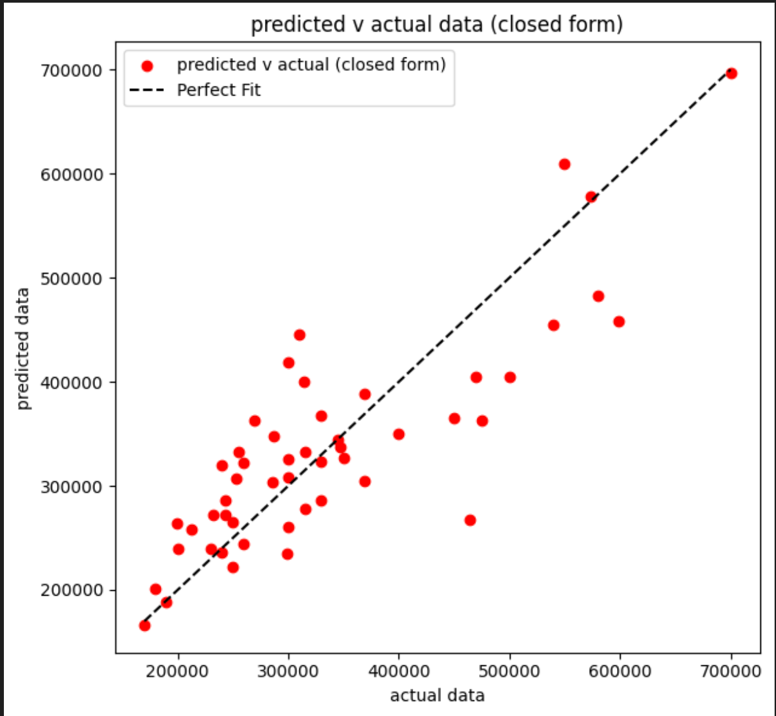 predicted v actual data (closed form)
predicted v actual (closed form)
Perfect Fit
700000
600000
500000
400000
300000
200000
predicted data
200000 300000 400000 500000 600000 700000
actual data